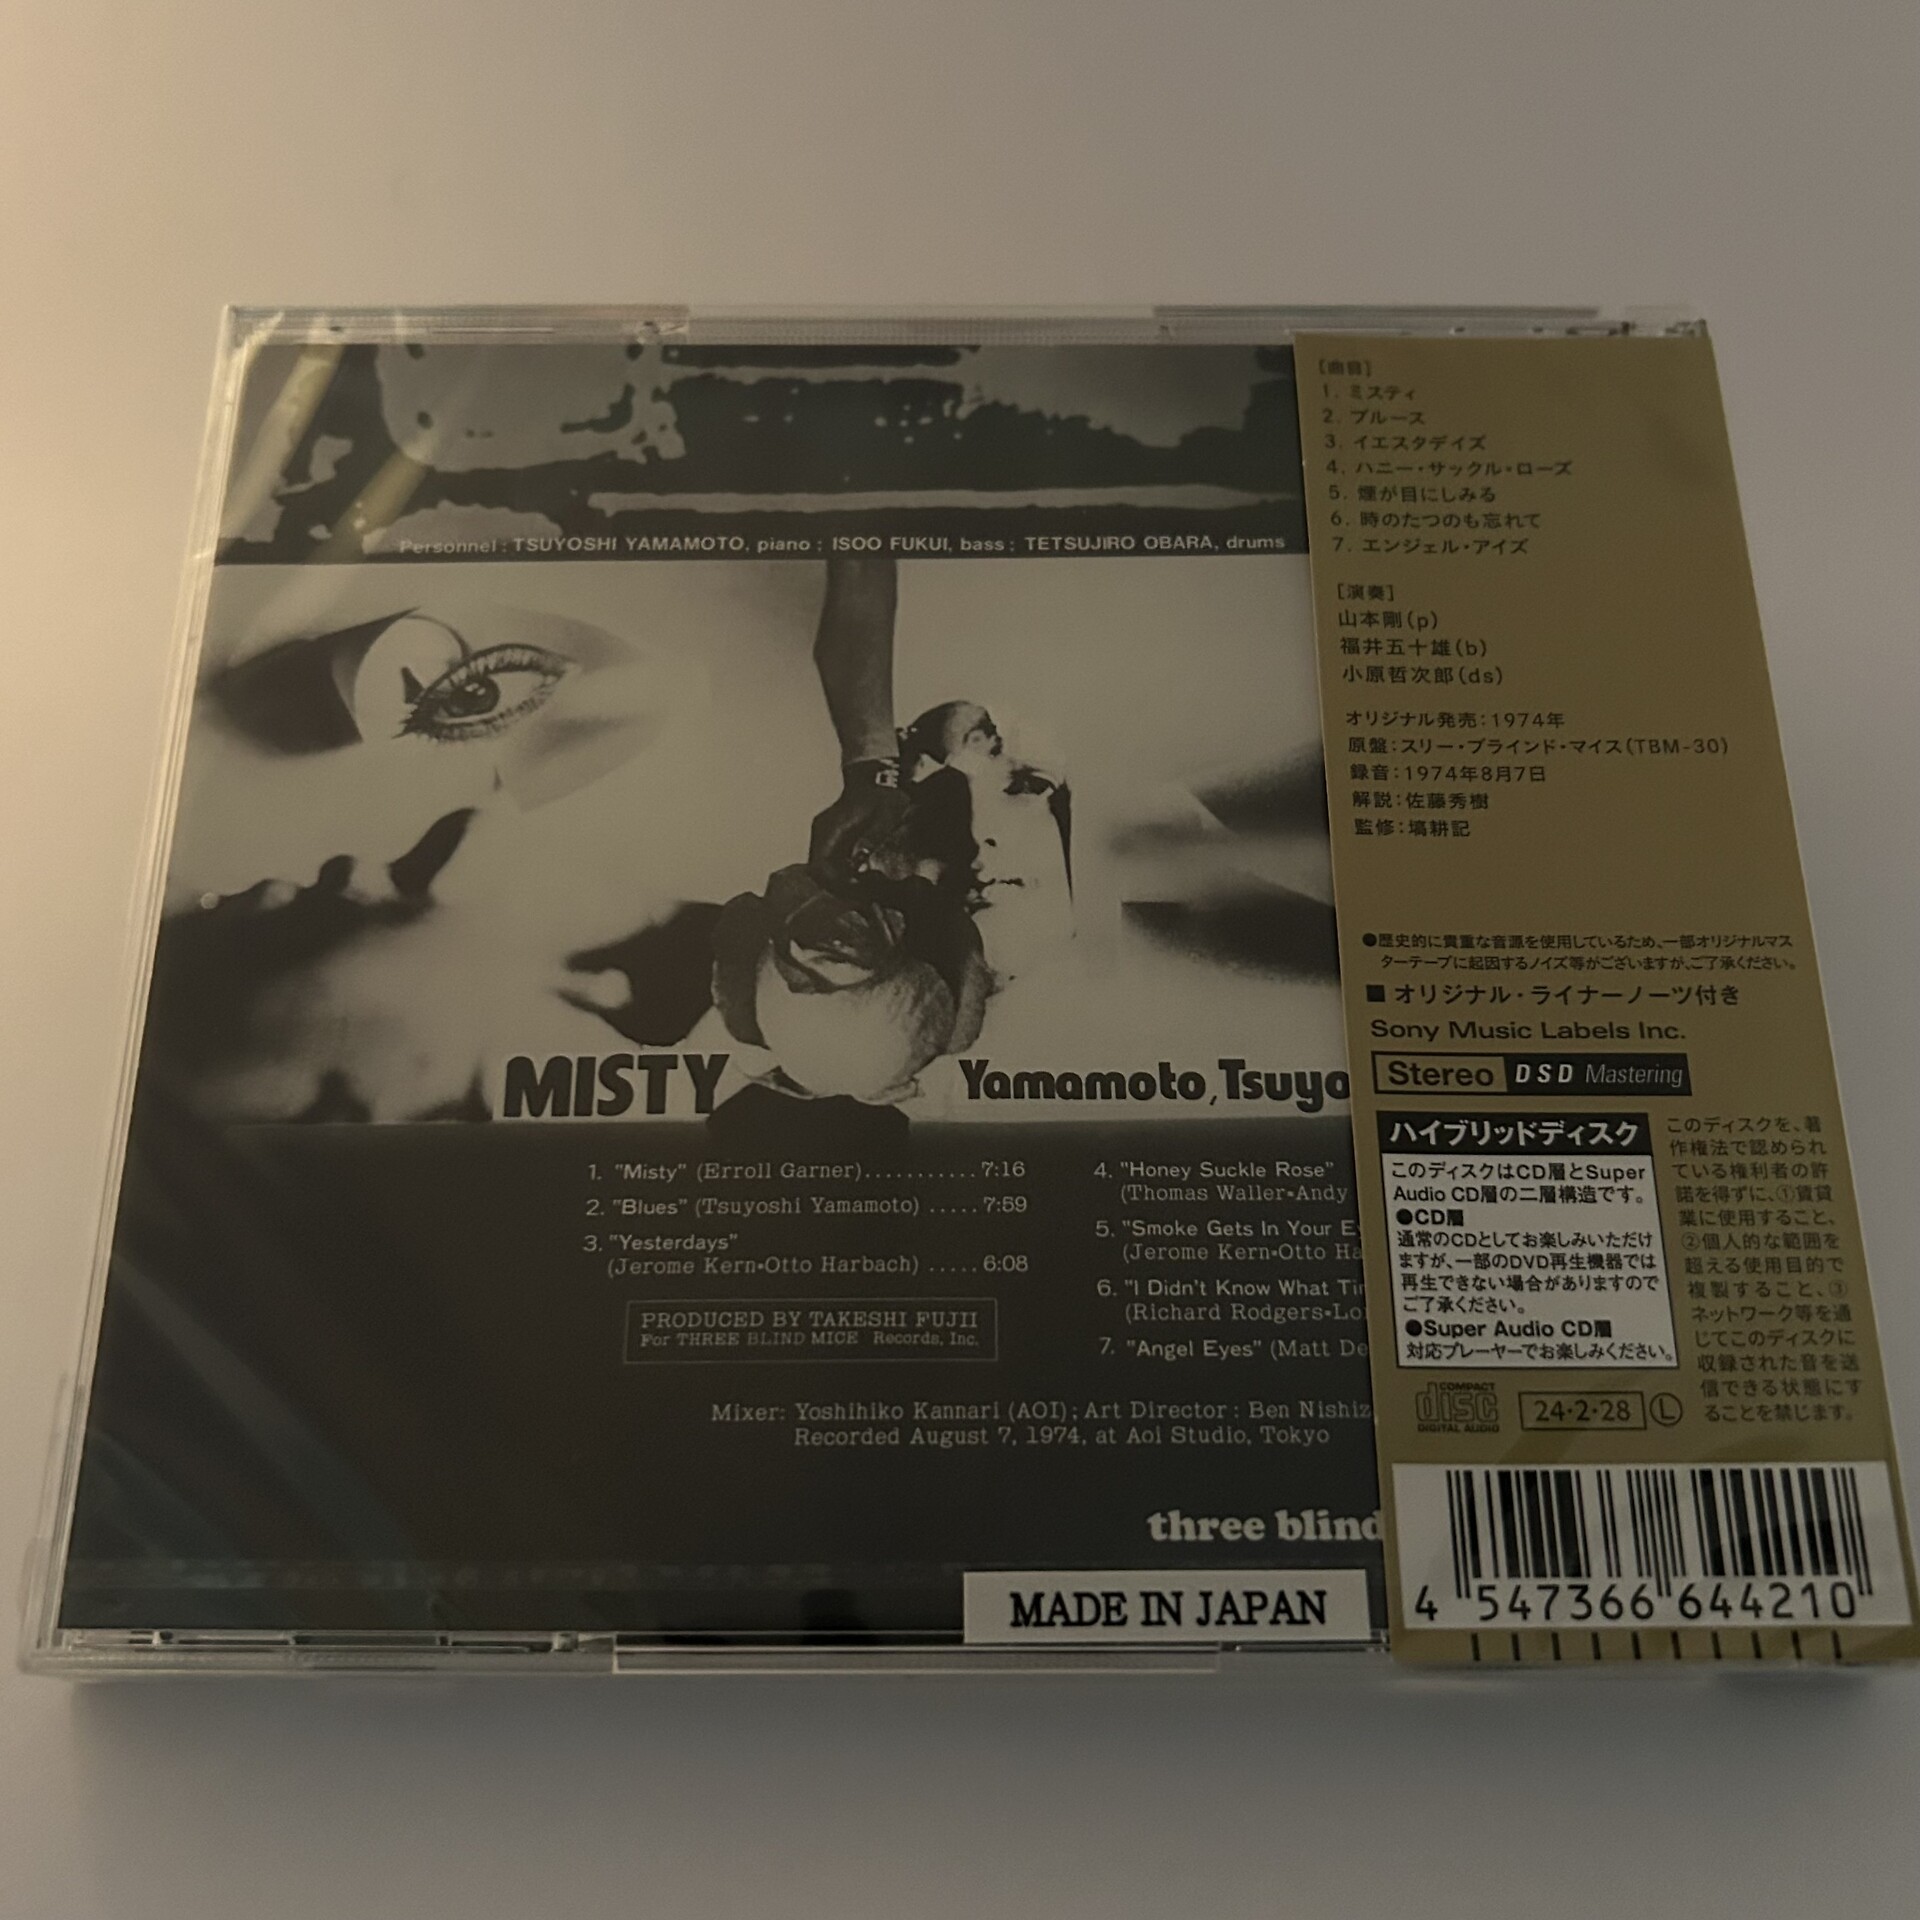 Personnel : TSUYOSHI YAMAMOTO, piano ; ISOO FUKUI, bass ; TETSUJIRO OBARA, drums
MISTY
Yamamoto, Tsuyo
1. "Misty" (Erroll Garner)...........7:16
2. "Blues" (Tsuyoshi Yamamoto) .....7:59
3. "Yesterdays"
(Jerome Kern-Otto Harbach) .....6:08
PRODUCED BY TAKESHI FUJII
For THREE BLIND MICE Records, Inc.
4. "Honey Suckle Rose"
(Thomas Waller-Andy
5. "Smoke Gets In Your E
(Jerome Kern-Otto Ha
6. "I Didn't Know What Ti
(Richard Rodgers-Lo
7. "Angel Eyes" (Matt De
Mixer: Yoshihiko Kannari (AOI) ; Art Director : Ben Nishiz
Recorded August 7, 1974, at Aoi Studio, Tokyo
three blind
MADE IN JAPAN
[曲目]
1. ミスティ
2. ブルース
3. イエスタデイズ
4. ハニー・サックル・ローズ
5. 煙が目にしみる
6. 時のたつのも忘れて
7. エンジェル・アイズ
[演奏]
山本剛(p)
福井五十雄(b)
小原哲次郎(ds)
オリジナル発売:1974年
原盤:スリー・ブラインド・マイス(TBM-30)
録音:1974年8月7日
解説:佐藤秀樹
監修:塙耕記
●歴史的に貴重な音源を使用しているため、一部オリジナルマス
ターテープに起因するノイズ等がございますが、ご了承ください。
■ オリジナル・ライナーノーツ付き
Sony Music Labels Inc.
Stereo DSD Mastering
ハイブリッドディスク
このディスクはCD層とSuper
Audio CD層の二層構造です。
●CD層
通常のCDとしてお楽しみいただけ
ますが、一部のDVD再生機器では
再生できない場合がありますので
ご了承ください。
●Super Audio CD層
対応プレーヤーでお楽しみください。
このディスクを、著
作権法で認められ
ている権利者の許
諾を得ずに、①賃貸
業に使用すること、
②個人的な範囲を
超える使用目的で
複製すること、③
ネットワーク等を通
じてこのディスクに
収録された音を送
信できる状態にす
ることを禁じます。
COMPACT
disc
DIGITAL AUDIO
24・2・28 Ⓛ
4 547366 644210